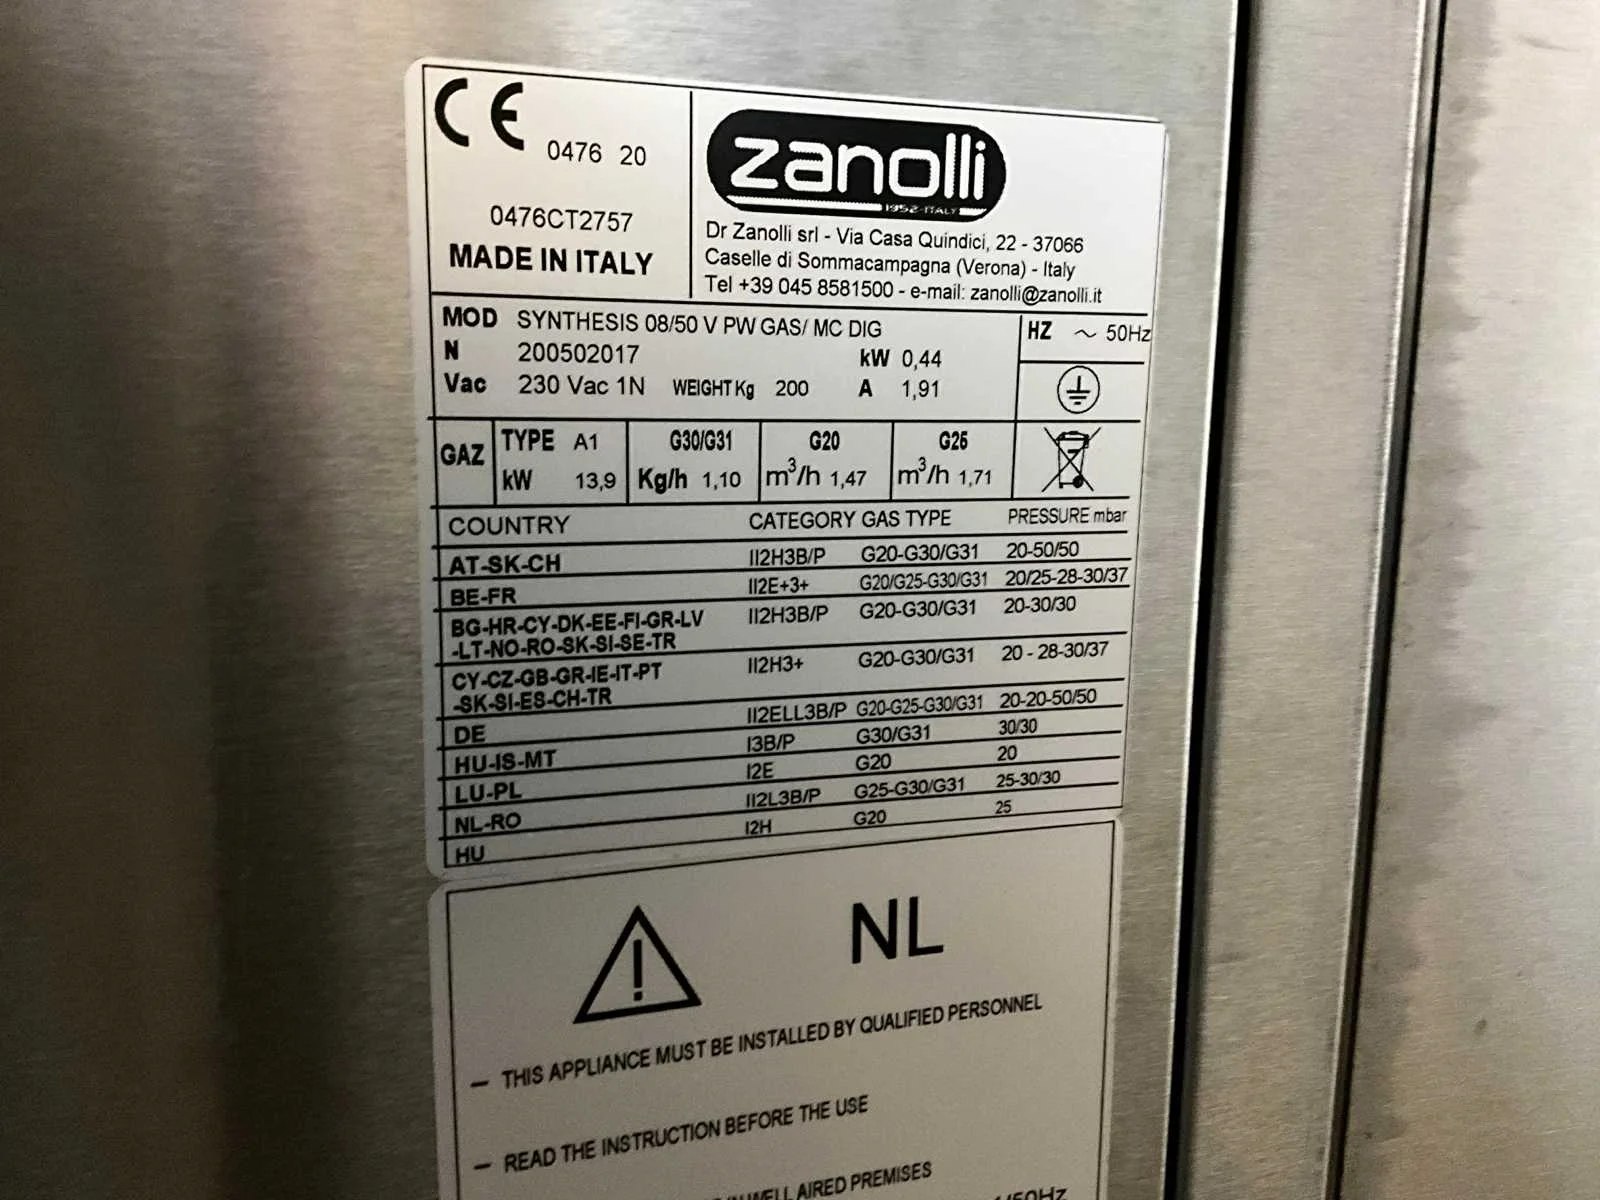 CE 0476 20
0476CT2757
MADE IN ITALY
zanolli
1952-ITALY
Dr Zanolli srl - Via Casa Quindici, 22 - 37066
Caselle di Sommacampagna (Verona) - Italy
Tel +39 045 8581500 - e-mail: zanolli@zanolli.it
MOD SYNTHESIS 08/50 V PW GAS/ MC DIG
HZ ~ 50Hz
N 200502017 kW 0,44
Vac 230 Vac 1N WEIGHT Kg 200 A 1,91
GAZ
TYPE A1 G30/G31 G20 G25
kW 13,9 Kg/h 1,10 m³/h 1,47 m³/h 1,71
COUNTRY CATEGORY GAS TYPE PRESSURE mbar
AT-SK-CH II2H3B/P G20-G30/G31 20-50/50
BE-FR II2E+3+ G20/G25-G30/G31 20/25-28-30/37
BG-HR-CY-DK-EE-FI-GR-LV II2H3B/P G20-G30/G31 20-30/30
-LT-NO-RO-SK-SI-SE-TR
CY-CZ-GB-GR-IE-IT-PT II2H3+ G20-G30/G31 20 - 28-30/37
-SK-SI-ES-CH-TR
DE II2ELL3B/P G20-G25-G30/G31 20-20-50/50
HU-IS-MT I3B/P G30/G31 30/30
LU-PL I2E G20 20
NL-RO II2L3B/P G25-G30/G31 25-30/30
HU I2H G20 25
NL
- THIS APPLIANCE MUST BE INSTALLED BY QUALIFIED PERSONNEL
- READ THE INSTRUCTION BEFORE THE USE
IN WELL AIRED PREMISES
/50Hz